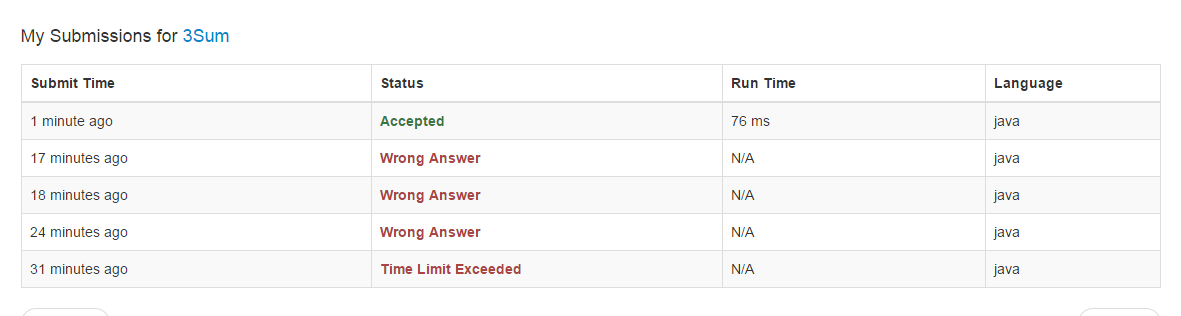 My Submissions for 3Sum
Submit Time Status Run Time Language
1 minute ago Accepted 76 ms java
17 minutes ago Wrong Answer N/A java
18 minutes ago Wrong Answer N/A java
24 minutes ago Wrong Answer N/A java
31 minutes ago Time Limit Exceeded N/A java